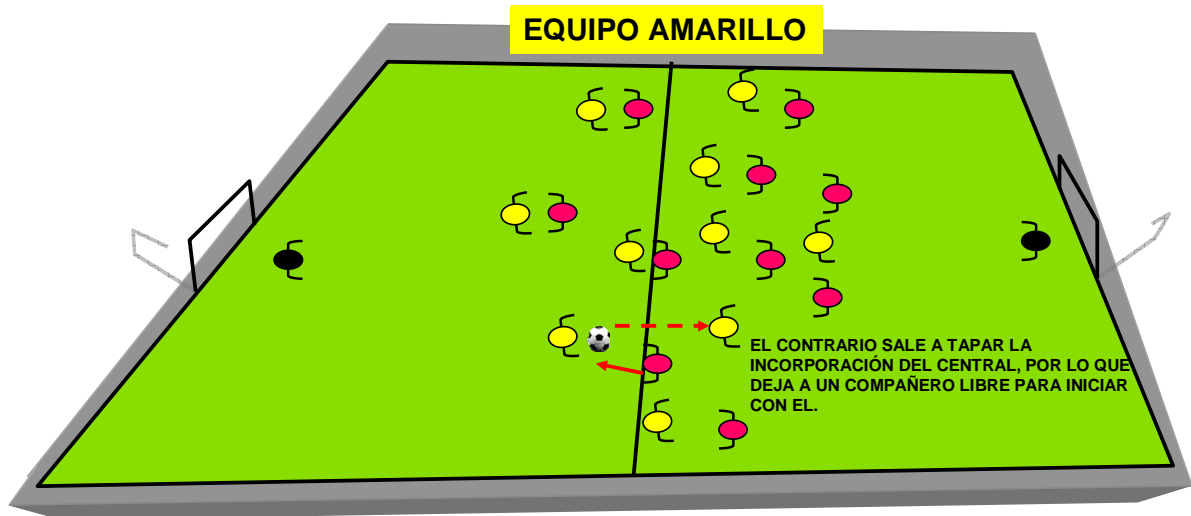 EQUIPO AMARILLO
EL CONTRARIO SALE A TAPAR LA
INCORPORACIÓN DEL CENTRAL, POR LO QUE
DEJA A UN COMPAÑERO LIBRE PARA INICIAR
CON EL.